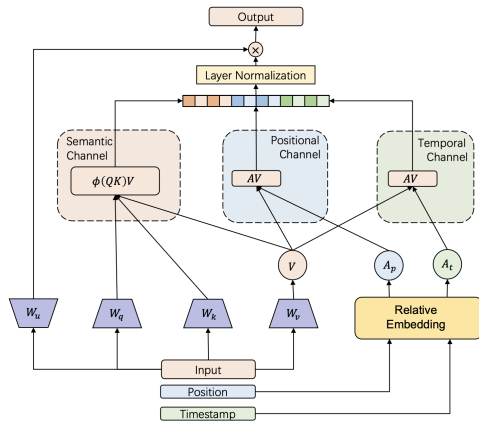 Output
×
Layer Normalization
Semantic
Channel
ϕ(QK)V
Positional
Channel
AV
Temporal
Channel
AV
V
A_p
A_t
W_u
W_q
W_k
W_v
Relative
Embedding
Input
Position
Timestamp